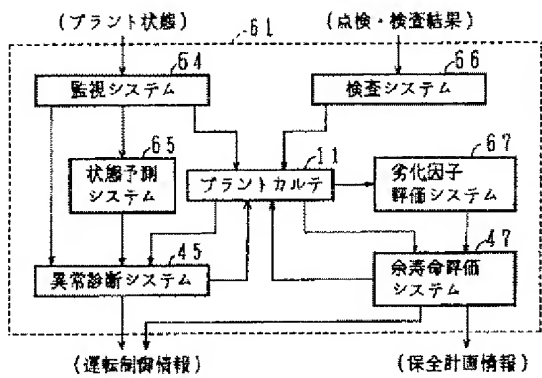 (プラント状態)
61
(点検・検査結果)
64
監視システム
66
検査システム
65
状態予測
システム
11
プラントカルテ
67
劣化因子
評価システム
45
異常診断システム
47
余寿命評価
システム
(運転制御情報)
(保全計画情報)